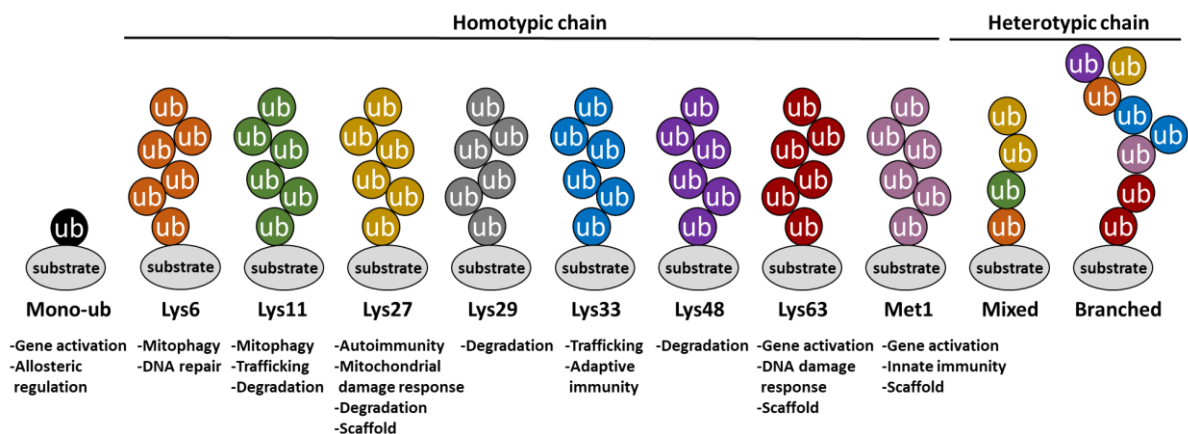 Homotypic chain
Heterotypic chain
ub
substrate
Mono-ub
-Gene activation
-Allosteric
regulation
ub
ub
ub
ub
ub
ub
substrate
Lys6
-Mitophagy
-DNA repair
ub
ub
ub
ub
ub
ub
substrate
Lys11
-Mitophagy
-Trafficking
-Degradation
ub
ub
ub
ub
ub
ub
substrate
Lys27
-Autoimmunity
-Mitochondrial
damage response
-Degradation
-Scaffold
ub
ub
ub
ub
ub
ub
substrate
Lys29
-Degradation
ub
ub
ub
ub
ub
ub
substrate
Lys33
-Trafficking
-Adaptive
immunity
ub
ub
ub
ub
ub
ub
substrate
Lys48
-Degradation
ub
ub
ub
ub
ub
ub
substrate
Lys63
-Gene activation
-DNA damage
response
-Scaffold
ub
ub
ub
ub
ub
ub
substrate
Met1
-Gene activation
-Innate immunity
-Scaffold
ub
ub
ub
ub
substrate
Mixed
ub
ub
ub
ub
ub
ub
ub
ub
substrate
Branched